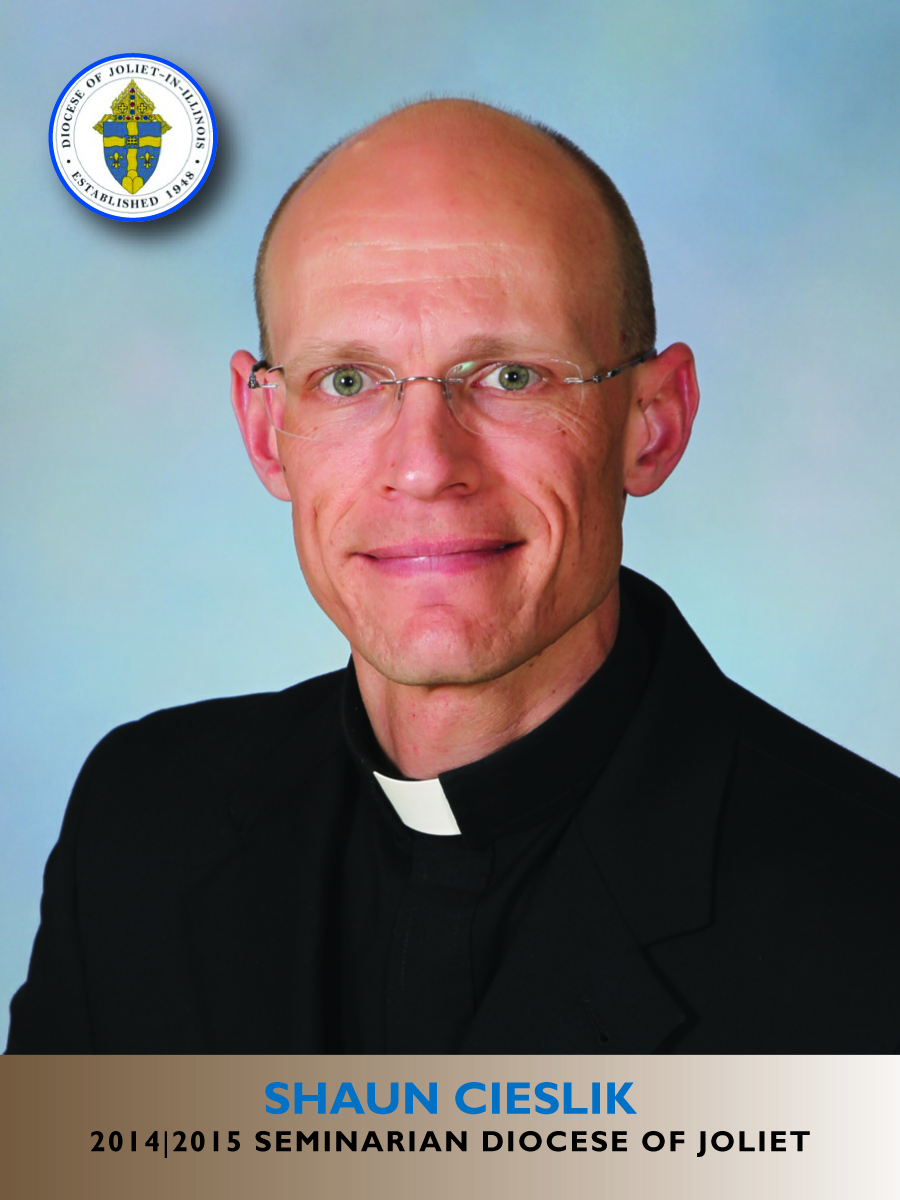 DIOCESE OF JOLIET-IN-ILLINOIS
• ESTABLISHED 1948 •
SHAUN CIESLIK
2014|2015 SEMINARIAN DIOCESE OF JOLIET